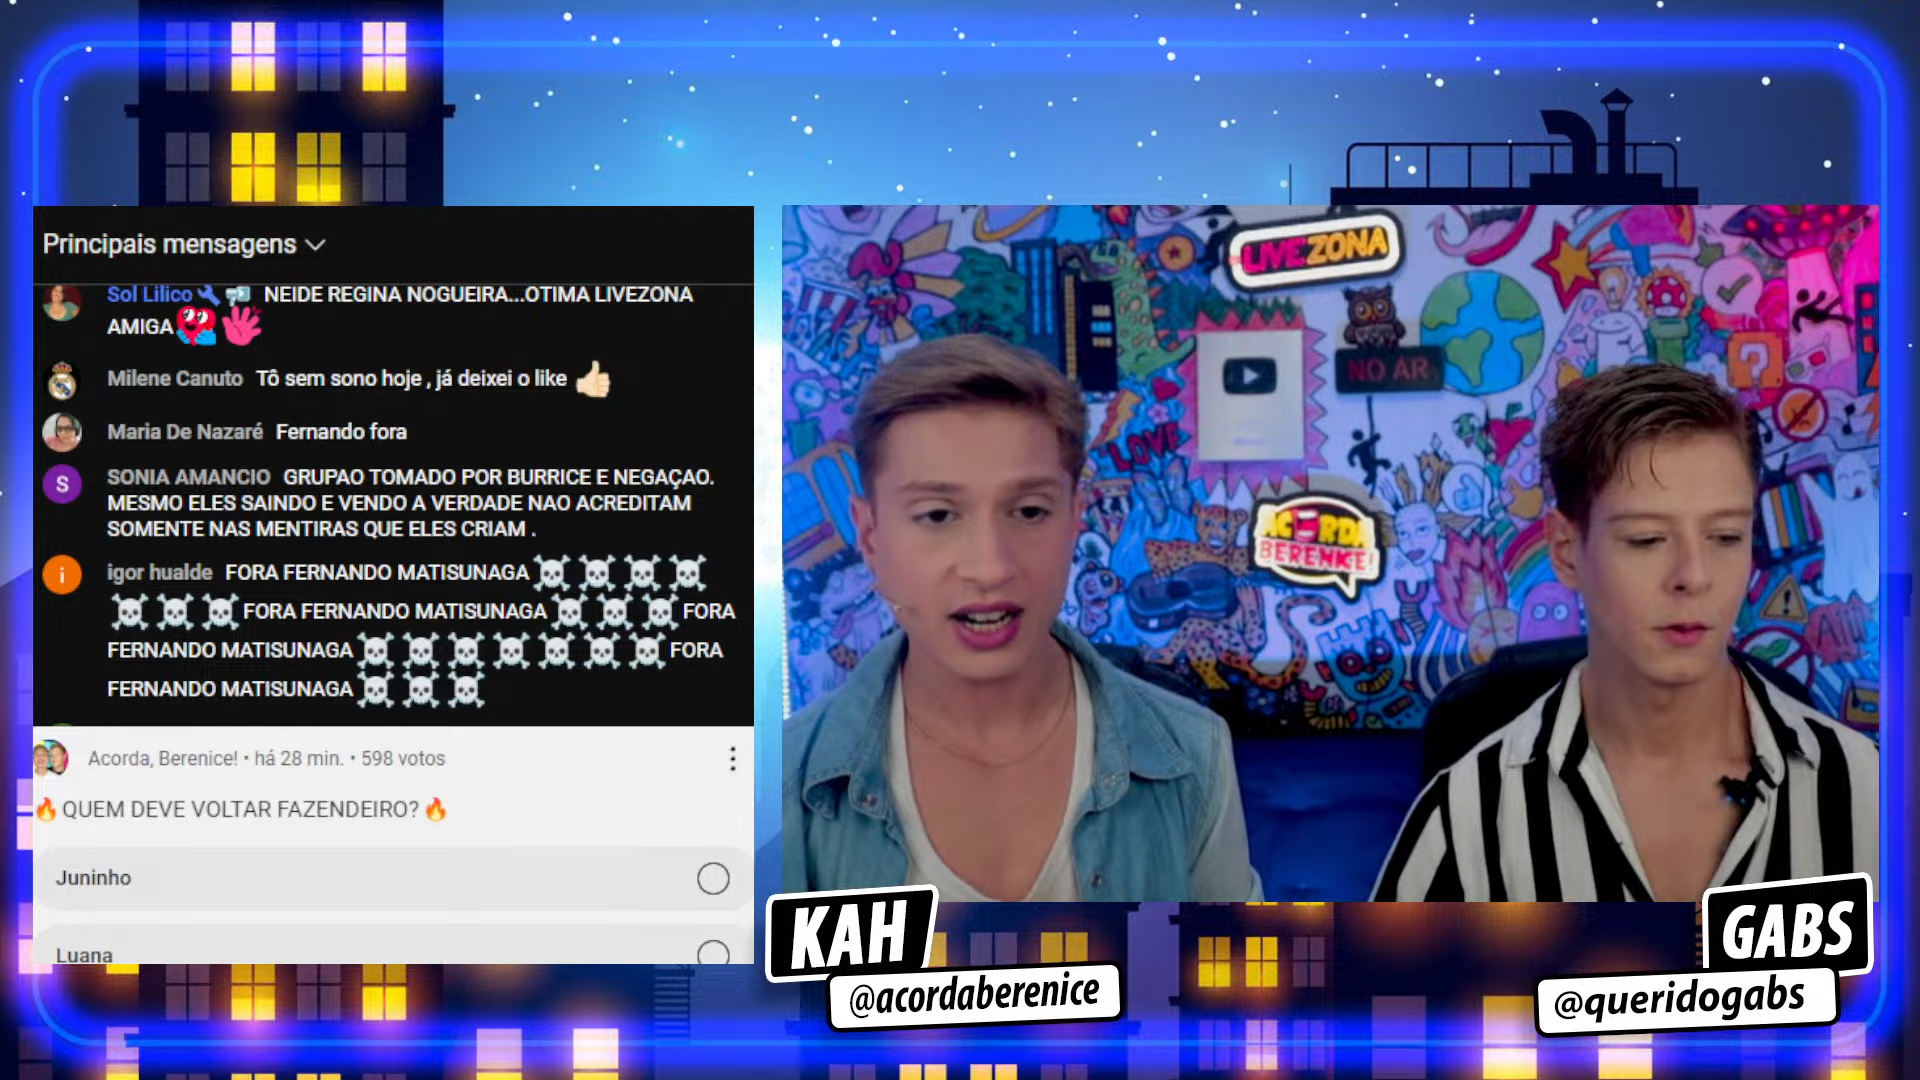 Principais mensagens
Sol Lilico NEIDE REGINA NOGUEIRA...OTIMA LIVEZONA
AMIGA
Milene Canuto Tô sem sono hoje , já deixei o like
Maria De Nazaré Fernando fora
S
SONIA AMANCIO GRUPAO TOMADO POR BURRICE E NEGAÇAO.
MESMO ELES SAINDO E VENDO A VERDADE NAO ACREDITAM
SOMENTE NAS MENTIRAS QUE ELES CRIAM .
i
igor hualde FORA FERNANDO MATISUNAGA
FORA FERNANDO MATISUNAGA FORA
FERNANDO MATISUNAGA FORA
FERNANDO MATISUNAGA
Acorda, Berenice! • há 28 min. • 598 votos
QUEM DEVE VOLTAR FAZENDEIRO?
Juninho
Luana
LIVEZONA
NO AR
LOVE
ACORDA
BERENICE!
KAH
@acordaberenice
GABS
@queridogabs